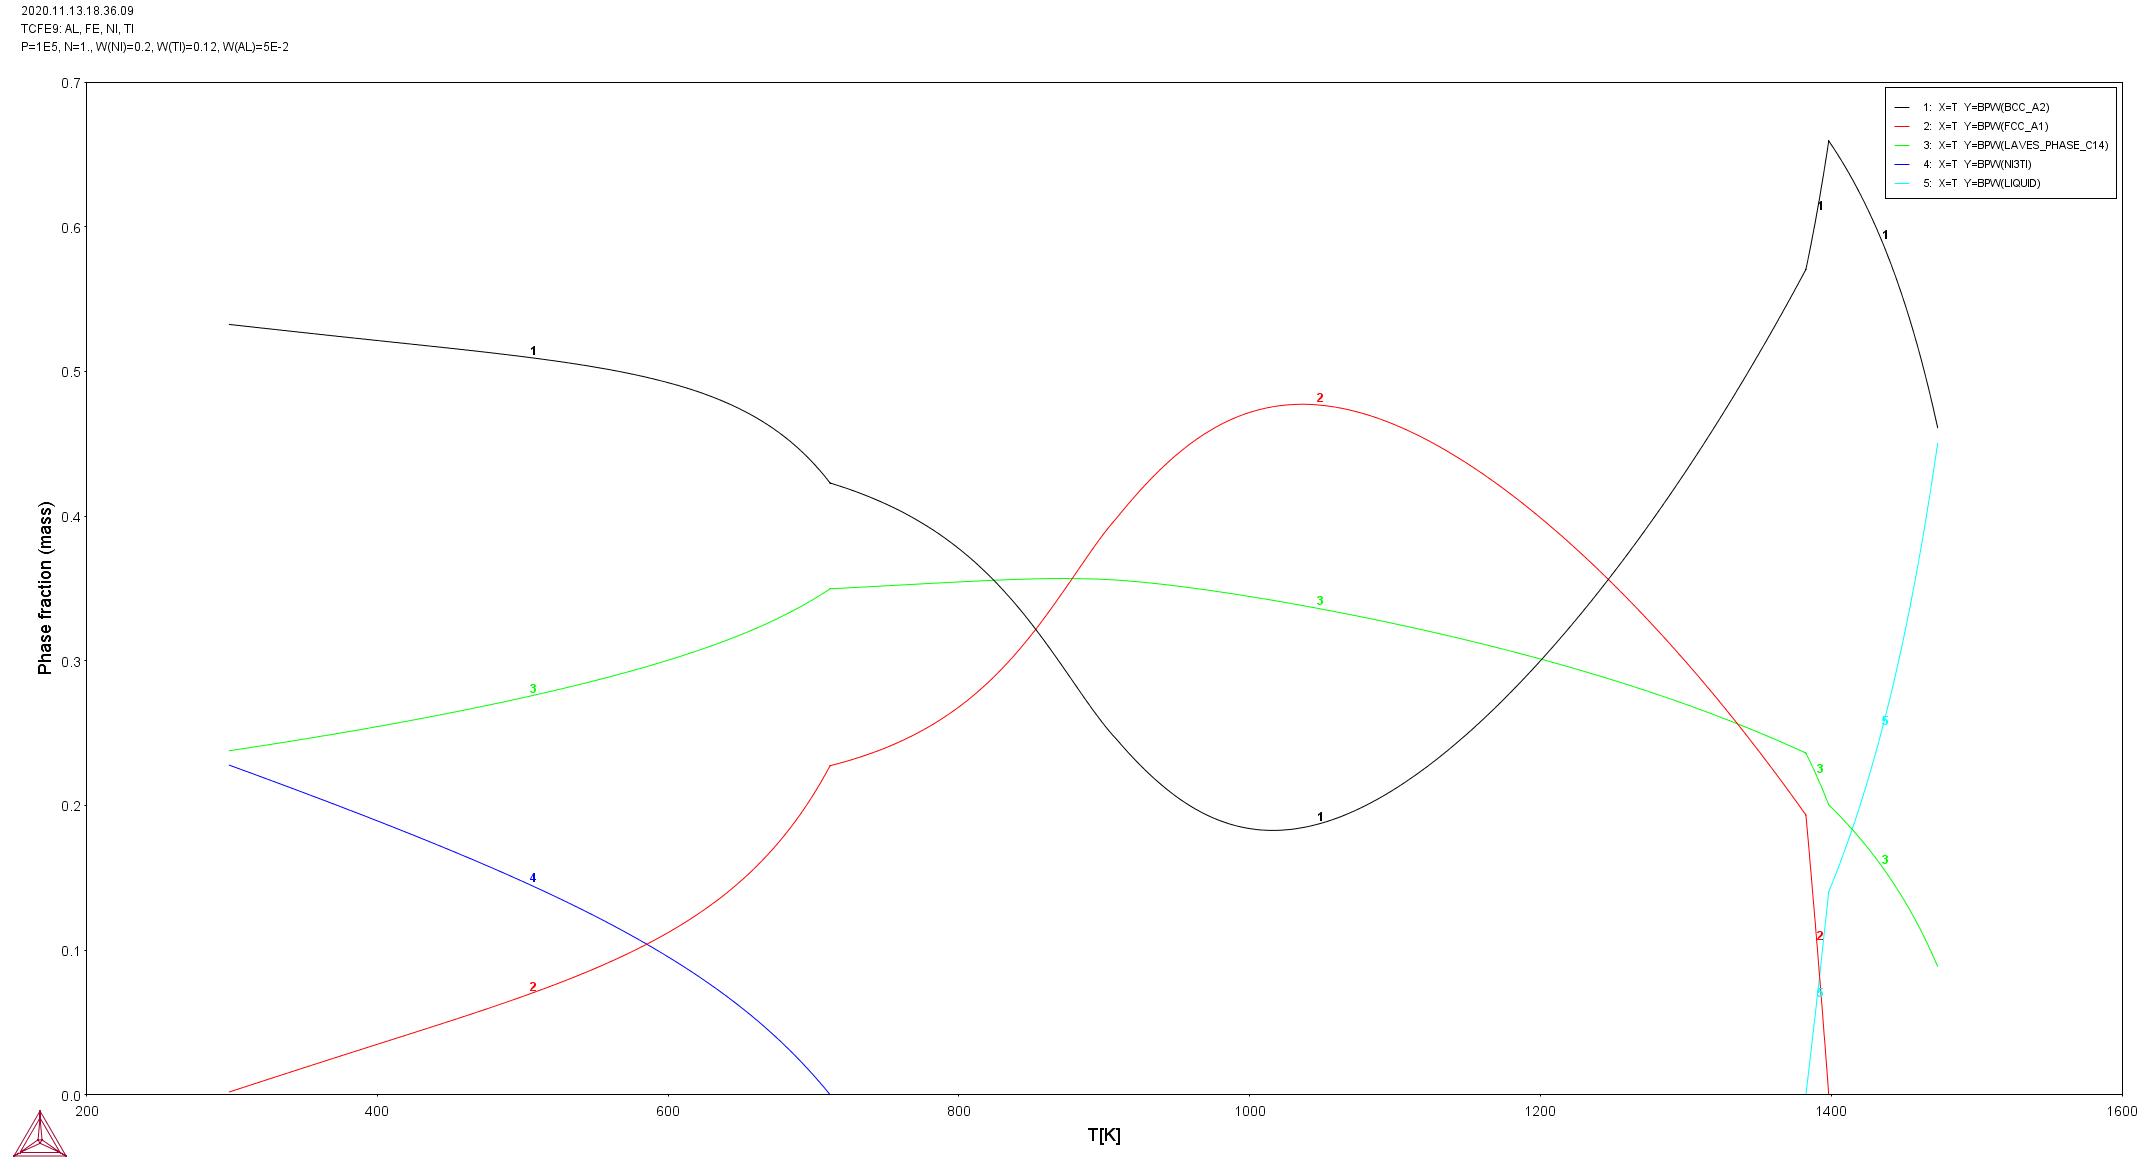 2020.11.13.18.36.09
TCFE9: AL, FE, NI, TI
P=1E5, N=1., W(NI)=0.2, W(TI)=0.12, W(AL)=5E-2
0.7
0.6
0.5
0.4
0.3
0.2
0.1
0.0
Phase fraction (mass)
1: X=T Y=BPW(BCC_A2)
2: X=T Y=BPW(FCC_A1)
3: X=T Y=BPW(LAVES_PHASE_C14)
4: X=T Y=BPW(NI3TI)
5: X=T Y=BPW(LIQUID)
1
1
1
2
3
3
1
3
3
2
4
2
5
5
200 400 600 800 1000 1200 1400 1600
T[K]